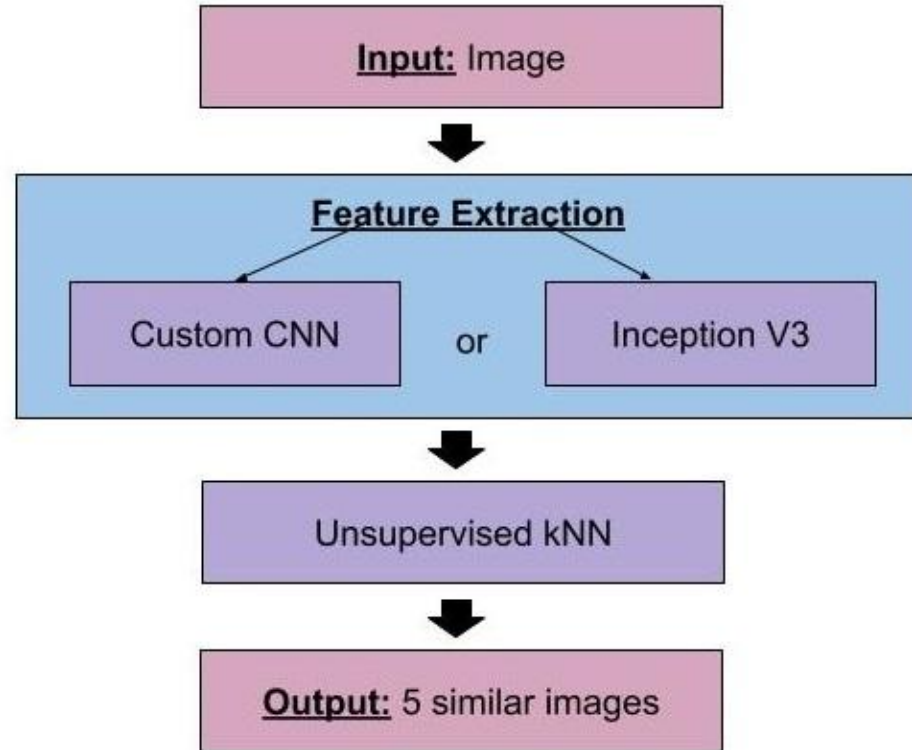 Input: Image
Feature Extraction
Custom CNN
or
Inception V3
Unsupervised kNN
Output: 5 similar images